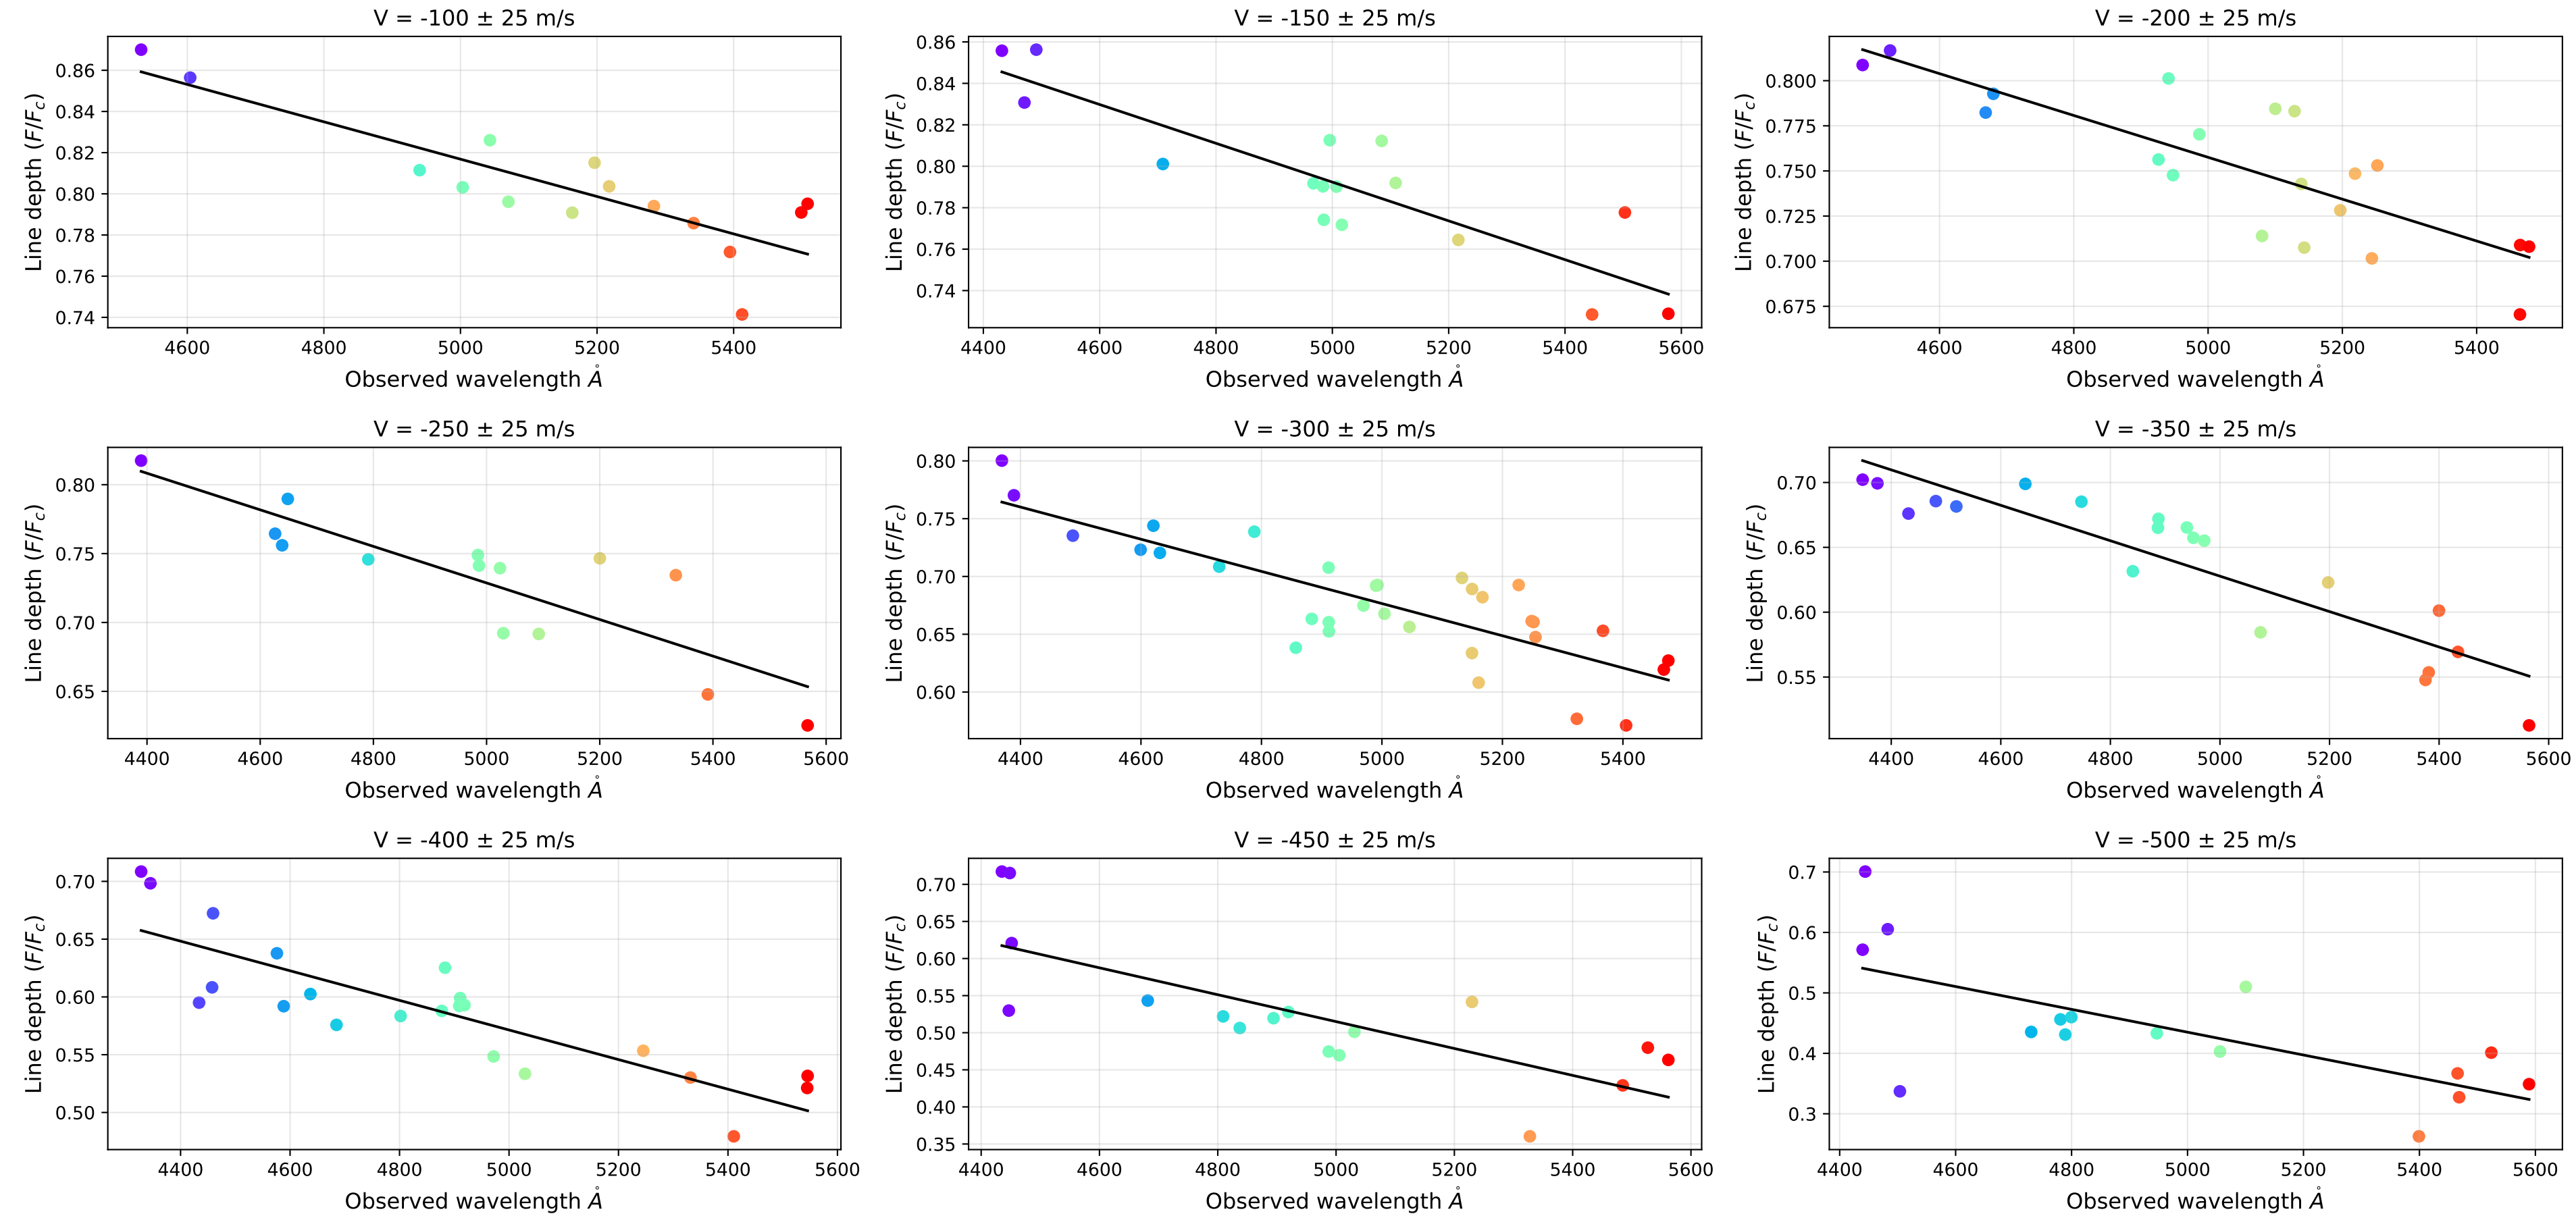 V = -100 ± 25 m/s
Line depth (F/F_c)
0.86
0.84
0.82
0.80
0.78
0.76
0.74
4600 4800 5000 5200 5400
Observed wavelength Å
V = -150 ± 25 m/s
Line depth (F/F_c)
0.86
0.84
0.82
0.80
0.78
0.76
0.74
4400 4600 4800 5000 5200 5400 5600
Observed wavelength Å
V = -200 ± 25 m/s
Line depth (F/F_c)
0.800
0.775
0.750
0.725
0.700
0.675
4600 4800 5000 5200 5400
Observed wavelength Å
V = -250 ± 25 m/s
Line depth (F/F_c)
0.80
0.75
0.70
0.65
4400 4600 4800 5000 5200 5400 5600
Observed wavelength Å
V = -300 ± 25 m/s
Line depth (F/F_c)
0.80
0.75
0.70
0.65
0.60
4400 4600 4800 5000 5200 5400
Observed wavelength Å
V = -350 ± 25 m/s
Line depth (F/F_c)
0.70
0.65
0.60
0.55
4400 4600 4800 5000 5200 5400 5600
Observed wavelength Å
V = -400 ± 25 m/s
Line depth (F/F_c)
0.70
0.65
0.60
0.55
0.50
4400 4600 4800 5000 5200 5400 5600
Observed wavelength Å
V = -450 ± 25 m/s
Line depth (F/F_c)
0.70
0.65
0.60
0.55
0.50
0.45
0.40
0.35
4400 4600 4800 5000 5200 5400 5600
Observed wavelength Å
V = -500 ± 25 m/s
Line depth (F/F_c)
0.7
0.6
0.5
0.4
0.3
4400 4600 4800 5000 5200 5400 5600
Observed wavelength Å